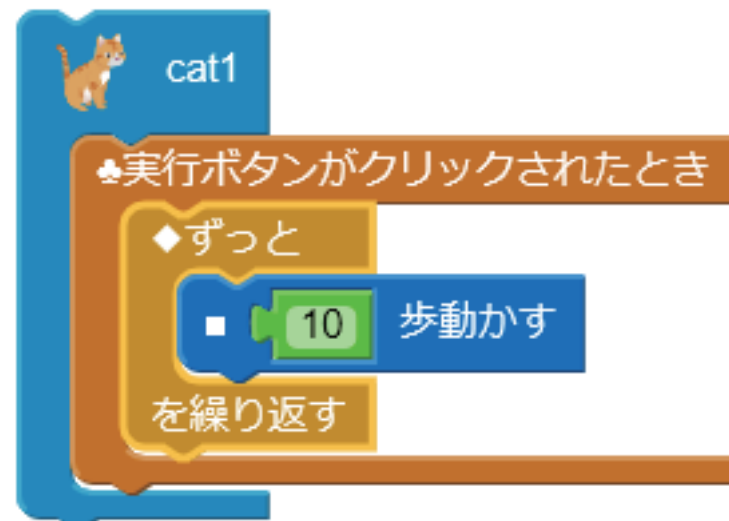 cat1
♣実行ボタンがクリックされたとき
◆ずっと
■ 10 歩動かす
を繰り返す